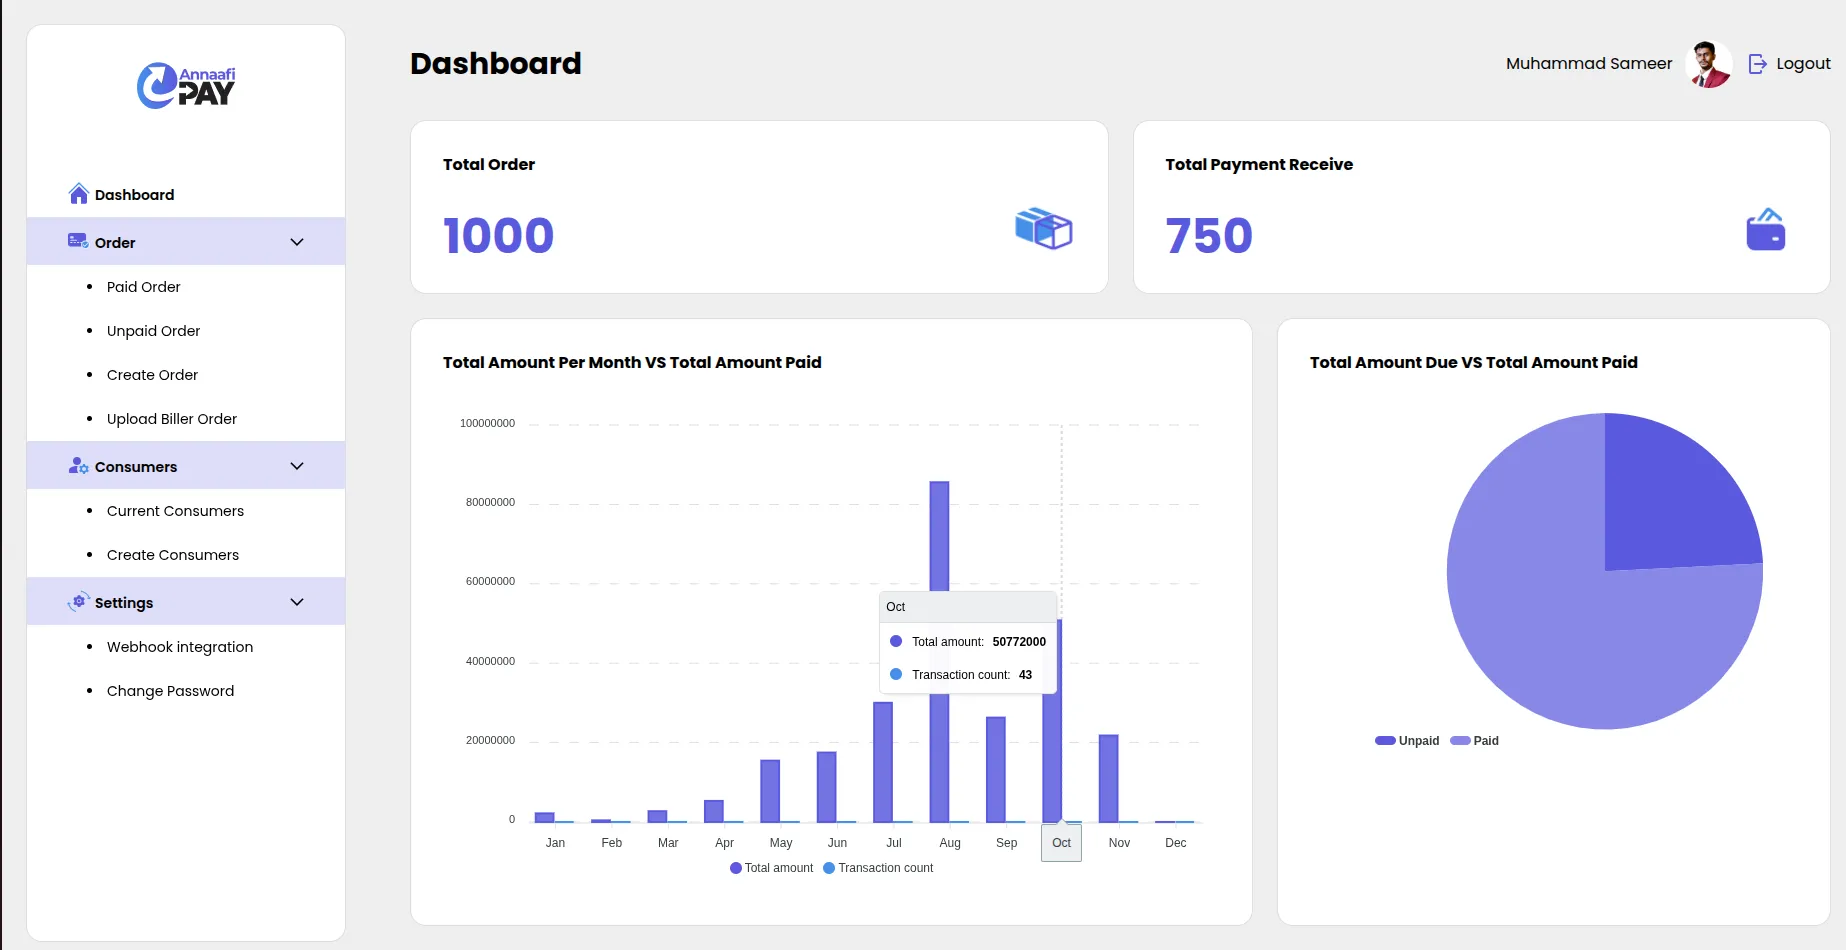 Annaafi
PAY
Dashboard
Order
Paid Order
Unpaid Order
Create Order
Upload Biller Order
Consumers
Current Consumers
Create Consumers
Settings
Webhook integration
Change Password
Dashboard
Muhammad Sameer
Logout
Total Order
1000
Total Payment Receive
750
Total Amount Per Month VS Total Amount Paid
100000000
80000000
60000000
40000000
20000000
0
Oct
Total amount: 50772000
Transaction count: 43
Jan Feb Mar Apr May Jun Jul Aug Sep Oct Nov Dec
Total amount Transaction count
Total Amount Due VS Total Amount Paid
Unpaid Paid